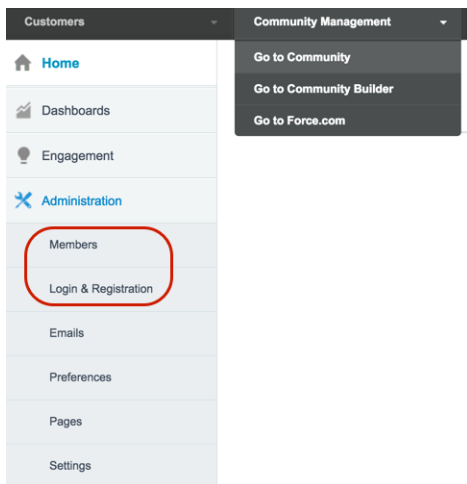 Customers
Community Management
Home
Go to Community
Go to Community Builder
Dashboards
Go to Force.com
Engagement
Administration
Members
Login & Registration
Emails
Preferences
Pages
Settings